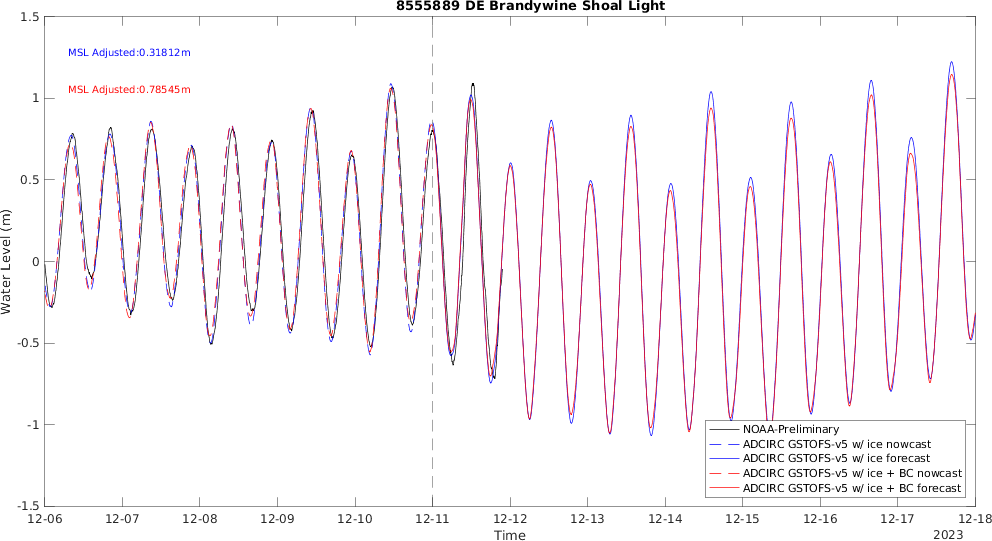 8555889 DE Brandywine Shoal Light
MSL Adjusted:0.31812m
MSL Adjusted:0.78545m
1.5
1
0.5
0
-0.5
-1
-1.5
Water Level (m)
NOAA-Preliminary
ADCIRC GSTOFS-v5 w/ ice nowcast
ADCIRC GSTOFS-v5 w/ ice forecast
ADCIRC GSTOFS-v5 w/ ice + BC nowcast
ADCIRC GSTOFS-v5 w/ ice + BC forecast
12-06 12-07 12-08 12-09 12-10 12-11 12-12 12-13 12-14 12-15 12-16 12-17 12-18
Time
2023